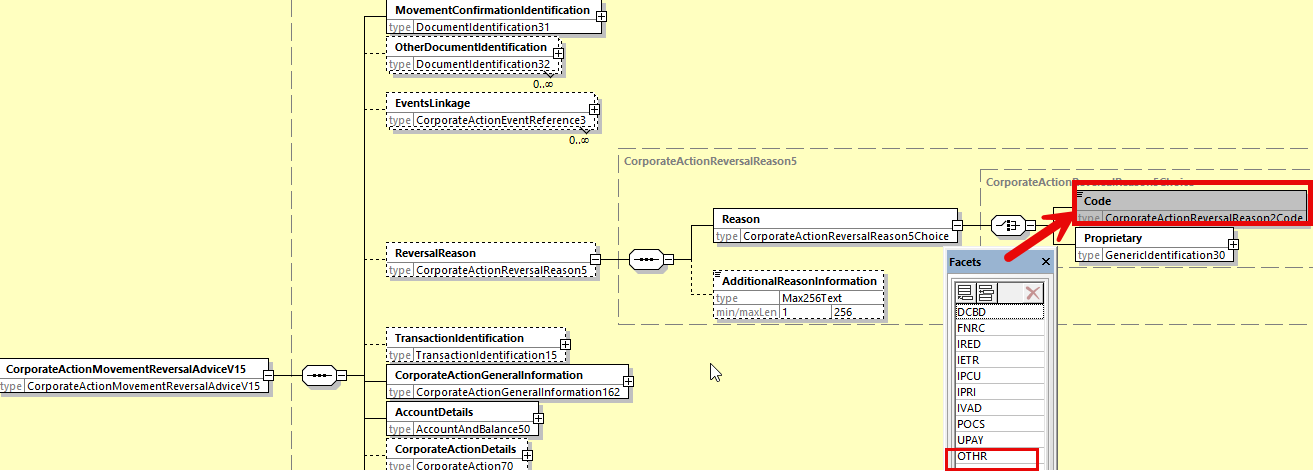 MovementConfirmationIdentification
type DocumentIdentification31
OtherDocumentIdentification
type DocumentIdentification32
0..∞
EventsLinkage
type CorporateActionEventReference3
0..∞
CorporateActionReversalReason5
CorporateActionReversalReason5Choice
Code
type CorporateActionReversalReason2Code
Reason
type CorporateActionReversalReason5Choice
Proprietary
type GenericIdentification30
ReversalReason
type CorporateActionReversalReason5
AdditionalReasonInformation
type Max256Text
min/maxLen 1 256
Facets
DCBD
FNRC
IRED
IETR
IPCU
IPRI
IVAD
POCS
UPAY
OTHR
TransactionIdentification
type TransactionIdentification15
CorporateActionMovementReversalAdviceV15
type CorporateActionMovementReversalAdviceV15
CorporateActionGeneralInformation
type CorporateActionGeneralInformation162
AccountDetails
type AccountAndBalance50
CorporateActionDetails
type CorporateAction70